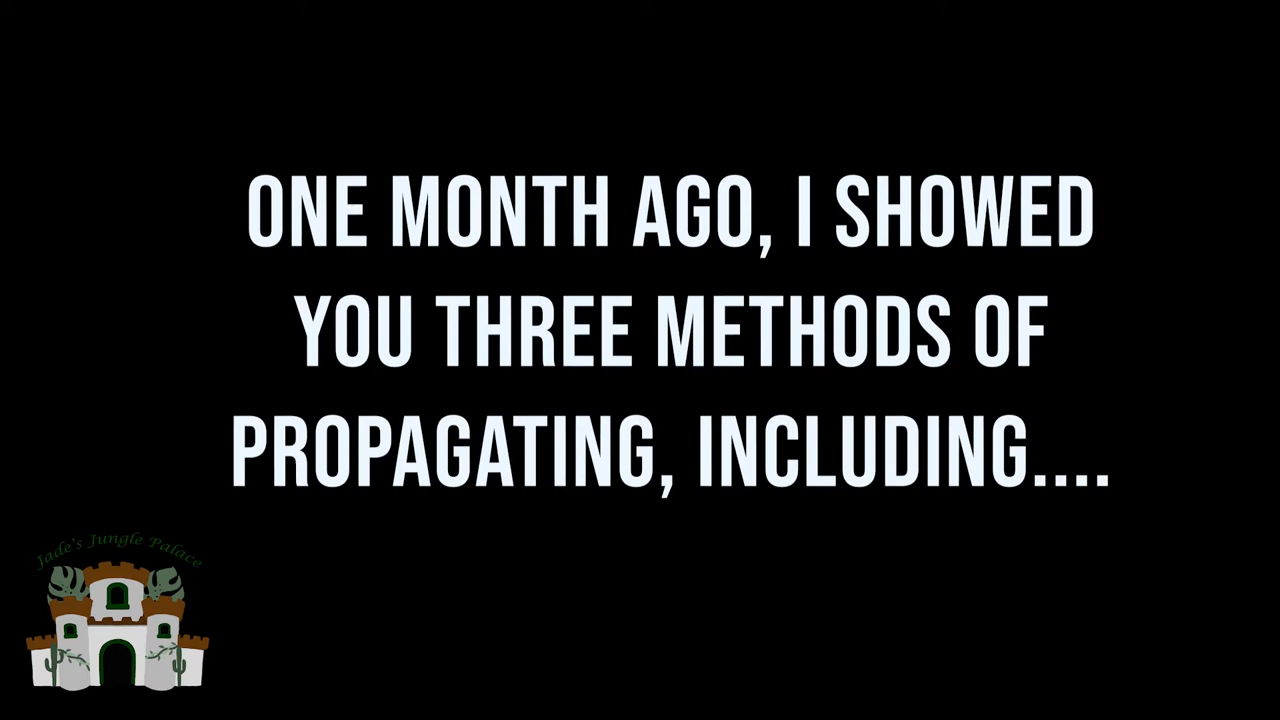 ONE MONTH AGO, I SHOWED
YOU THREE METHODS OF
PROPAGATING, INCLUDING....
Jade's Jungle Palace